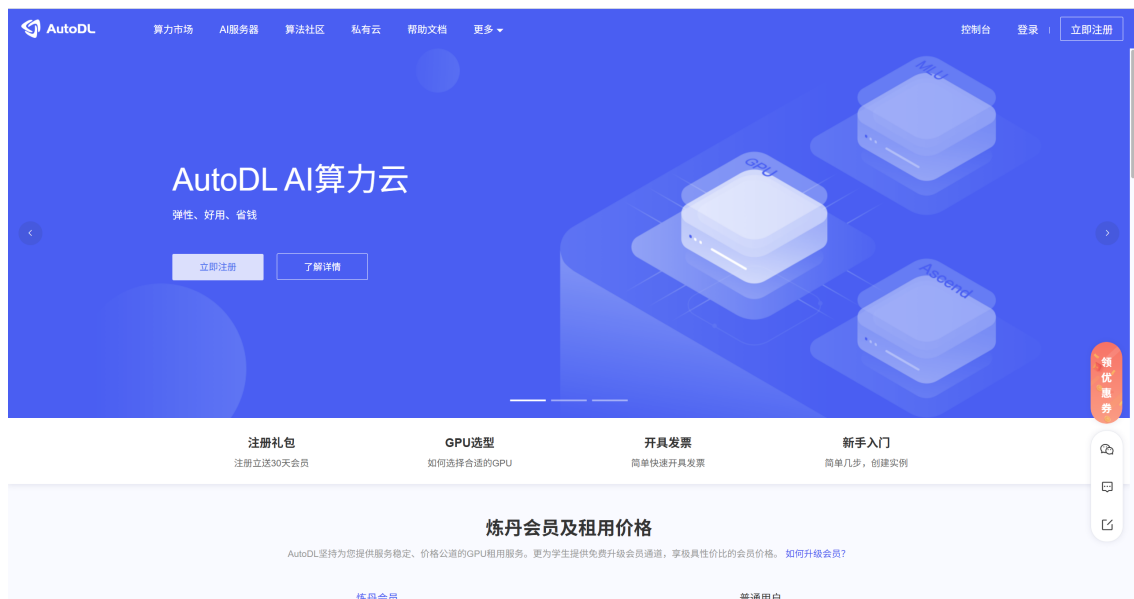 AutoDL
算力市场
AI服务器
算法社区
私有云
帮助文档
更多
控制台
登录
立即注册
AutoDL AI算力云
弹性、好用、省钱
立即注册
了解详情
MLU
GPU
Ascend
领
优
惠
券
注册礼包
注册立送30天会员
GPU选型
如何选择合适的GPU
开具发票
简单快速开具发票
新手入门
简单几步，创建实例
炼丹会员及租用价格
AutoDL坚持为您提供服务稳定、价格公道的GPU租用服务。更为学生提供免费升级会员通道，享极具性价比的会员价格。 如何升级会员？
炼丹会员
普通用户